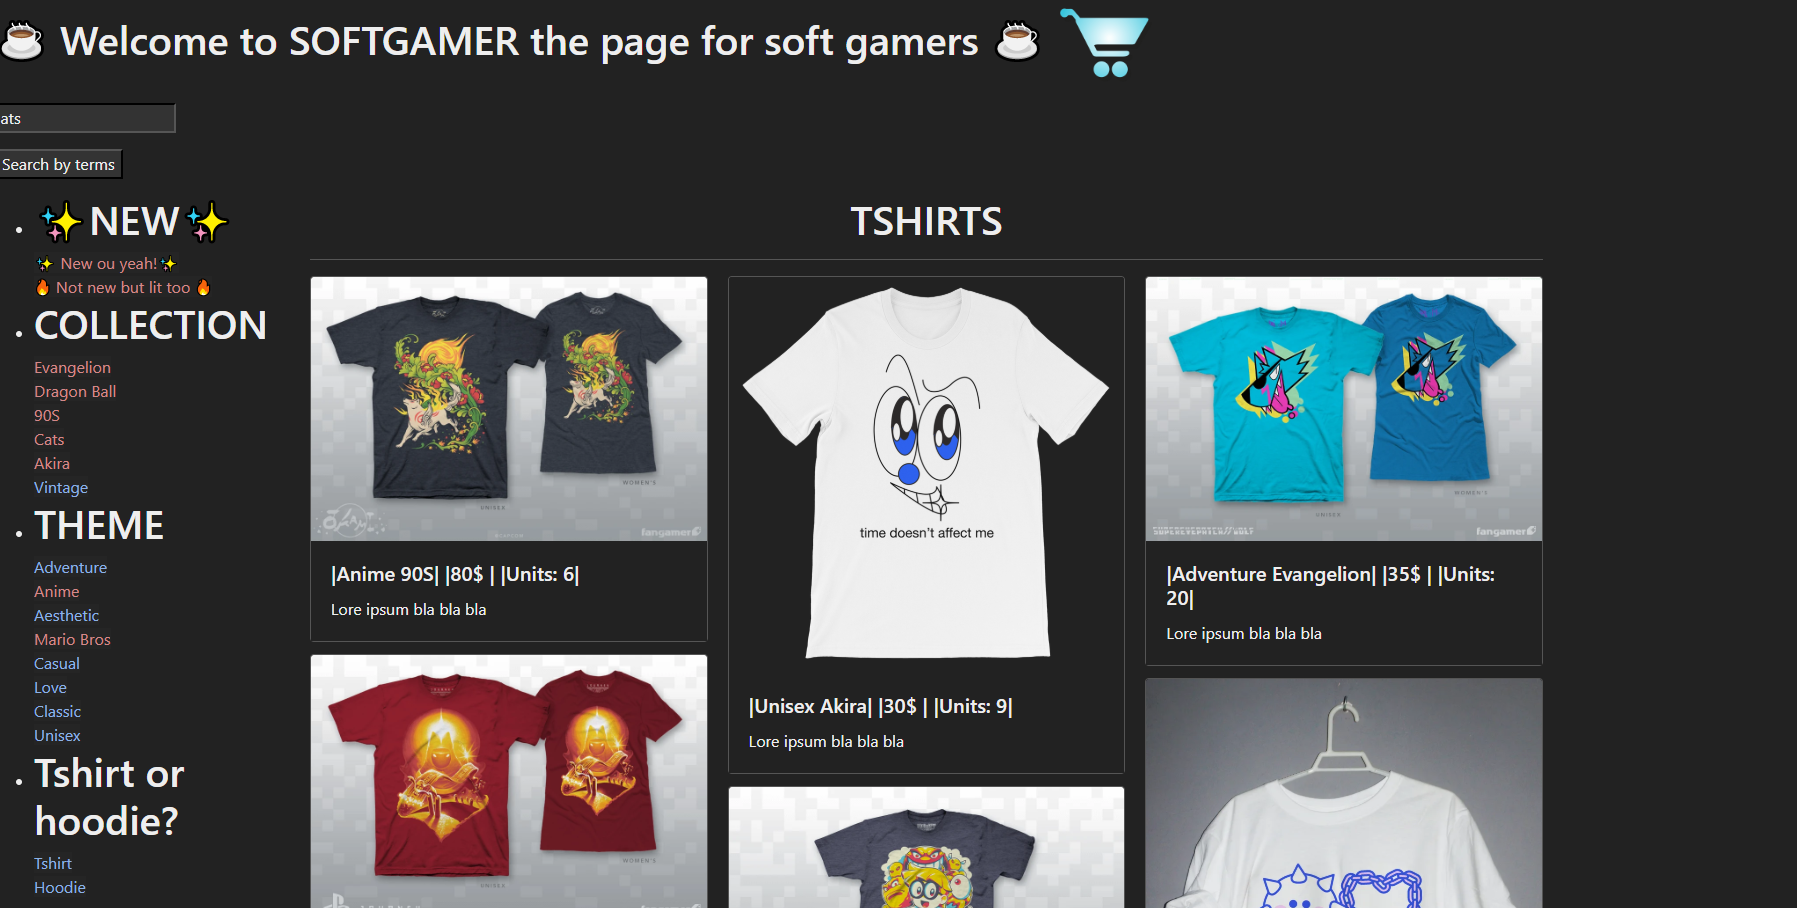 Welcome to SOFTGAMER the page for soft gamers
ats
Search by terms
NEW
New ou yeah!
Not new but lit too
COLLECTION
Evangelion
Dragon Ball
90S
Cats
Akira
Vintage
THEME
Adventure
Anime
Aesthetic
Mario Bros
Casual
Love
Classic
Unisex
Tshirt or
hoodie?
Tshirt
Hoodie
TSHIRTS
WOMEN'S
UNISEX
fangamer
|Anime 90S| |80$ | |Units: 6|
Lore ipsum bla bla bla
WOMEN'S
UNISEX
time doesn't affect me
|Unisex Akira| |30$ | |Units: 9|
Lore ipsum bla bla bla
WOMEN'S
UNISEX
fangamer
|Adventure Evangelion| |35$ | |Units:
20|
Lore ipsum bla bla bla